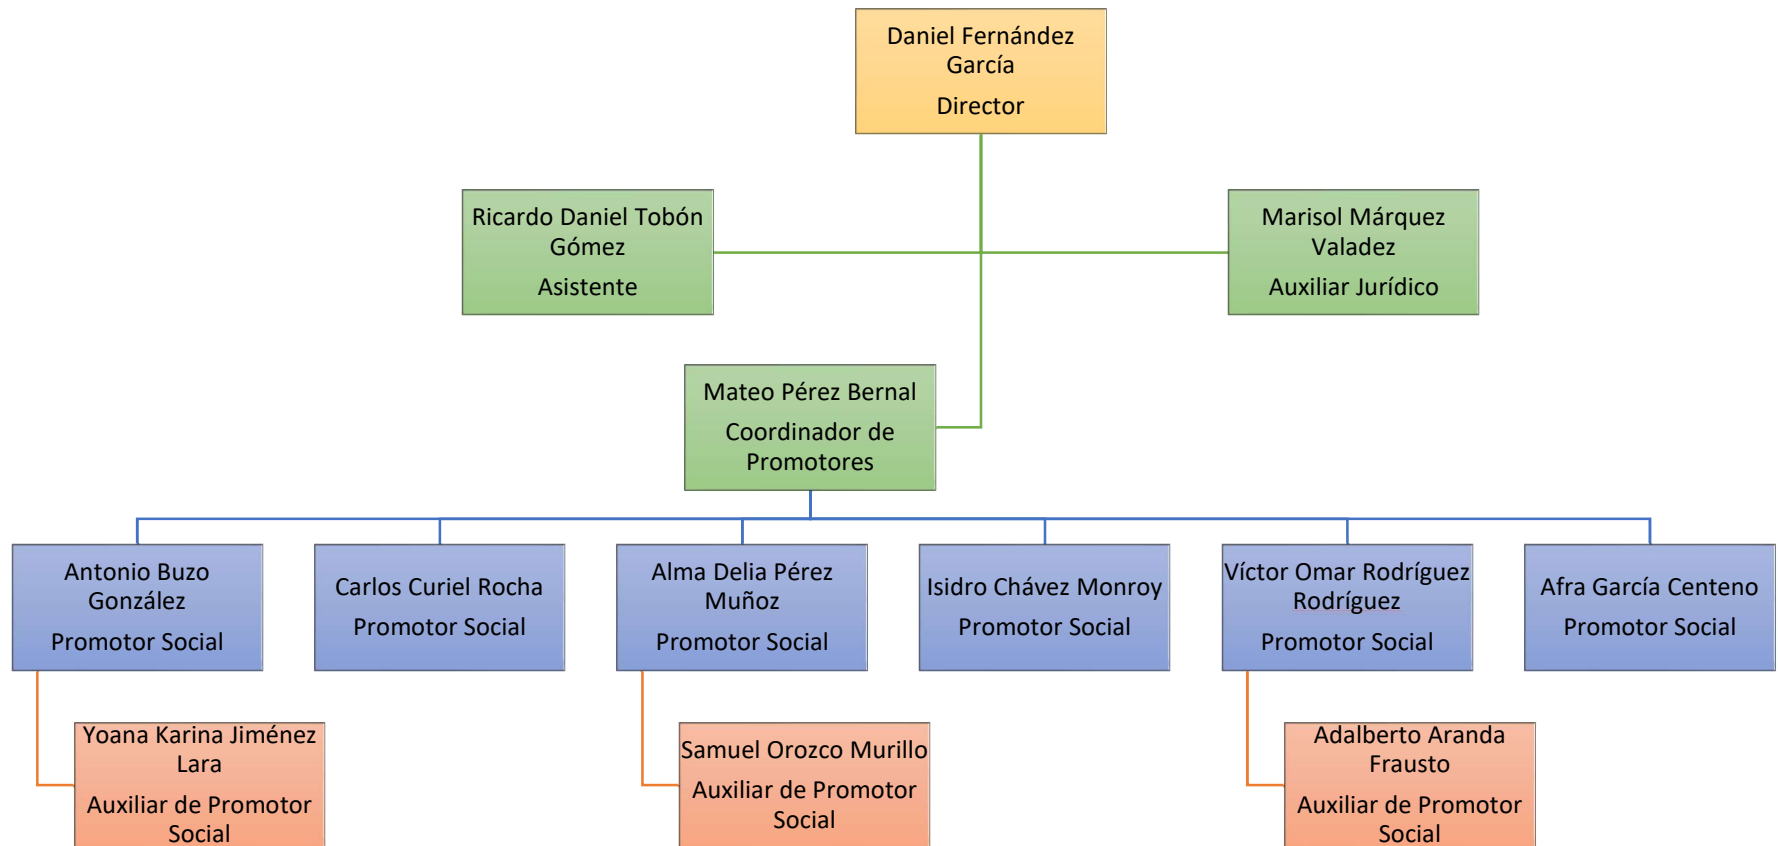 Daniel Fernández
García
Director
Ricardo Daniel Tobón
Gómez
Asistente
Marisol Márquez
Valadez
Auxiliar Jurídico
Mateo Pérez Bernal
Coordinador de
Promotores
Antonio Buzo
González
Promotor Social
Carlos Curiel Rocha
Promotor Social
Alma Delia Pérez
Muñoz
Promotor Social
Isidro Chávez Monroy
Promotor Social
Víctor Omar Rodríguez
Rodríguez
Promotor Social
Afra García Centeno
Promotor Social
Yoana Karina Jiménez
Lara
Auxiliar de Promotor
Social
Samuel Orozco Murillo
Auxiliar de Promotor
Social
Adalberto Aranda
Frausto
Auxiliar de Promotor
Social